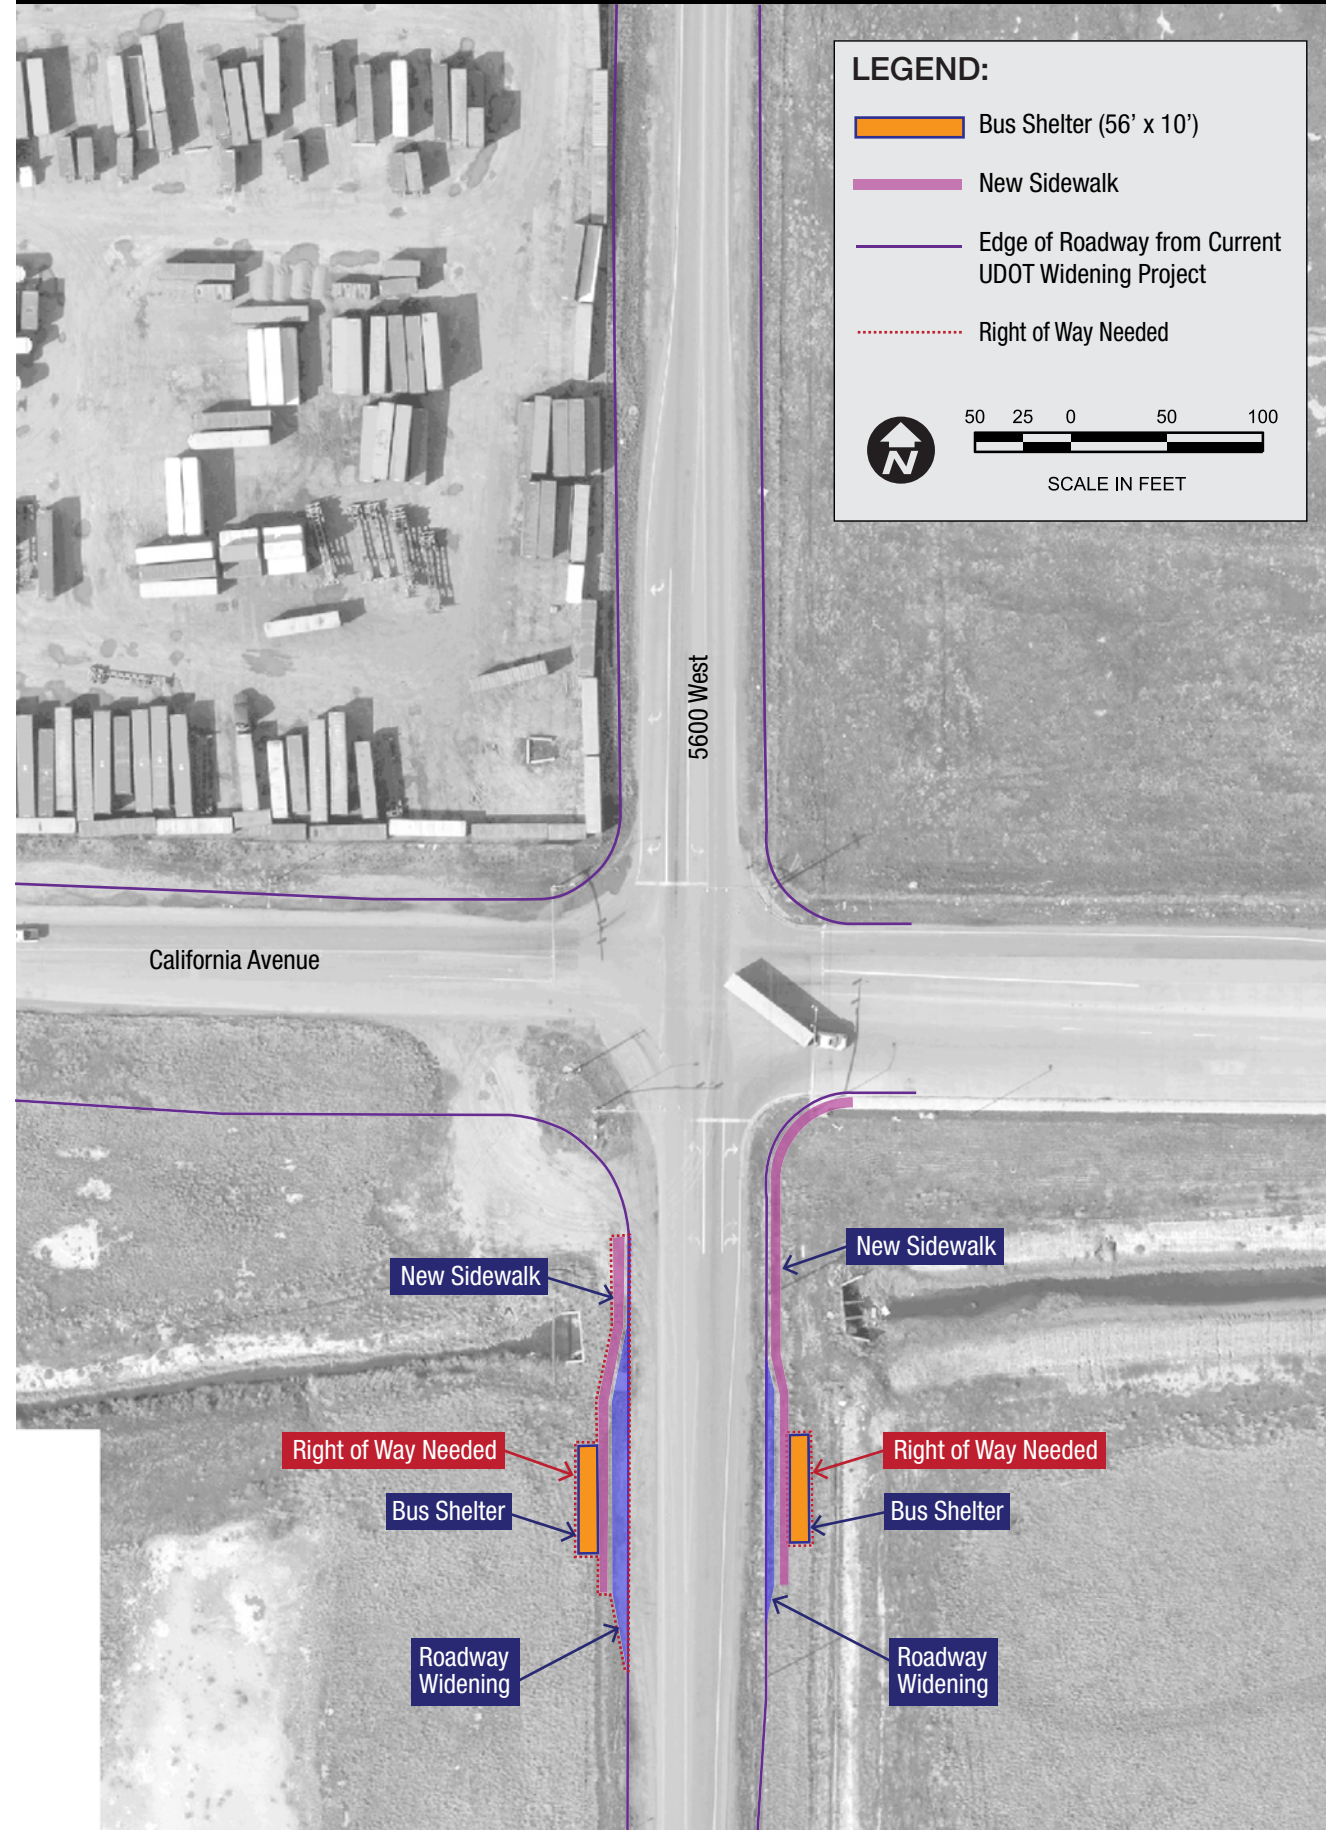 LEGEND:
Bus Shelter (56’ x 10’)
New Sidewalk
Edge of Roadway from Current
UDOT Widening Project
Right of Way Needed
N
50 25 0 50 100
SCALE IN FEET
5600 West
California Avenue
New Sidewalk
New Sidewalk
Right of Way Needed
Right of Way Needed
Bus Shelter
Bus Shelter
Roadway
Widening
Roadway
Widening